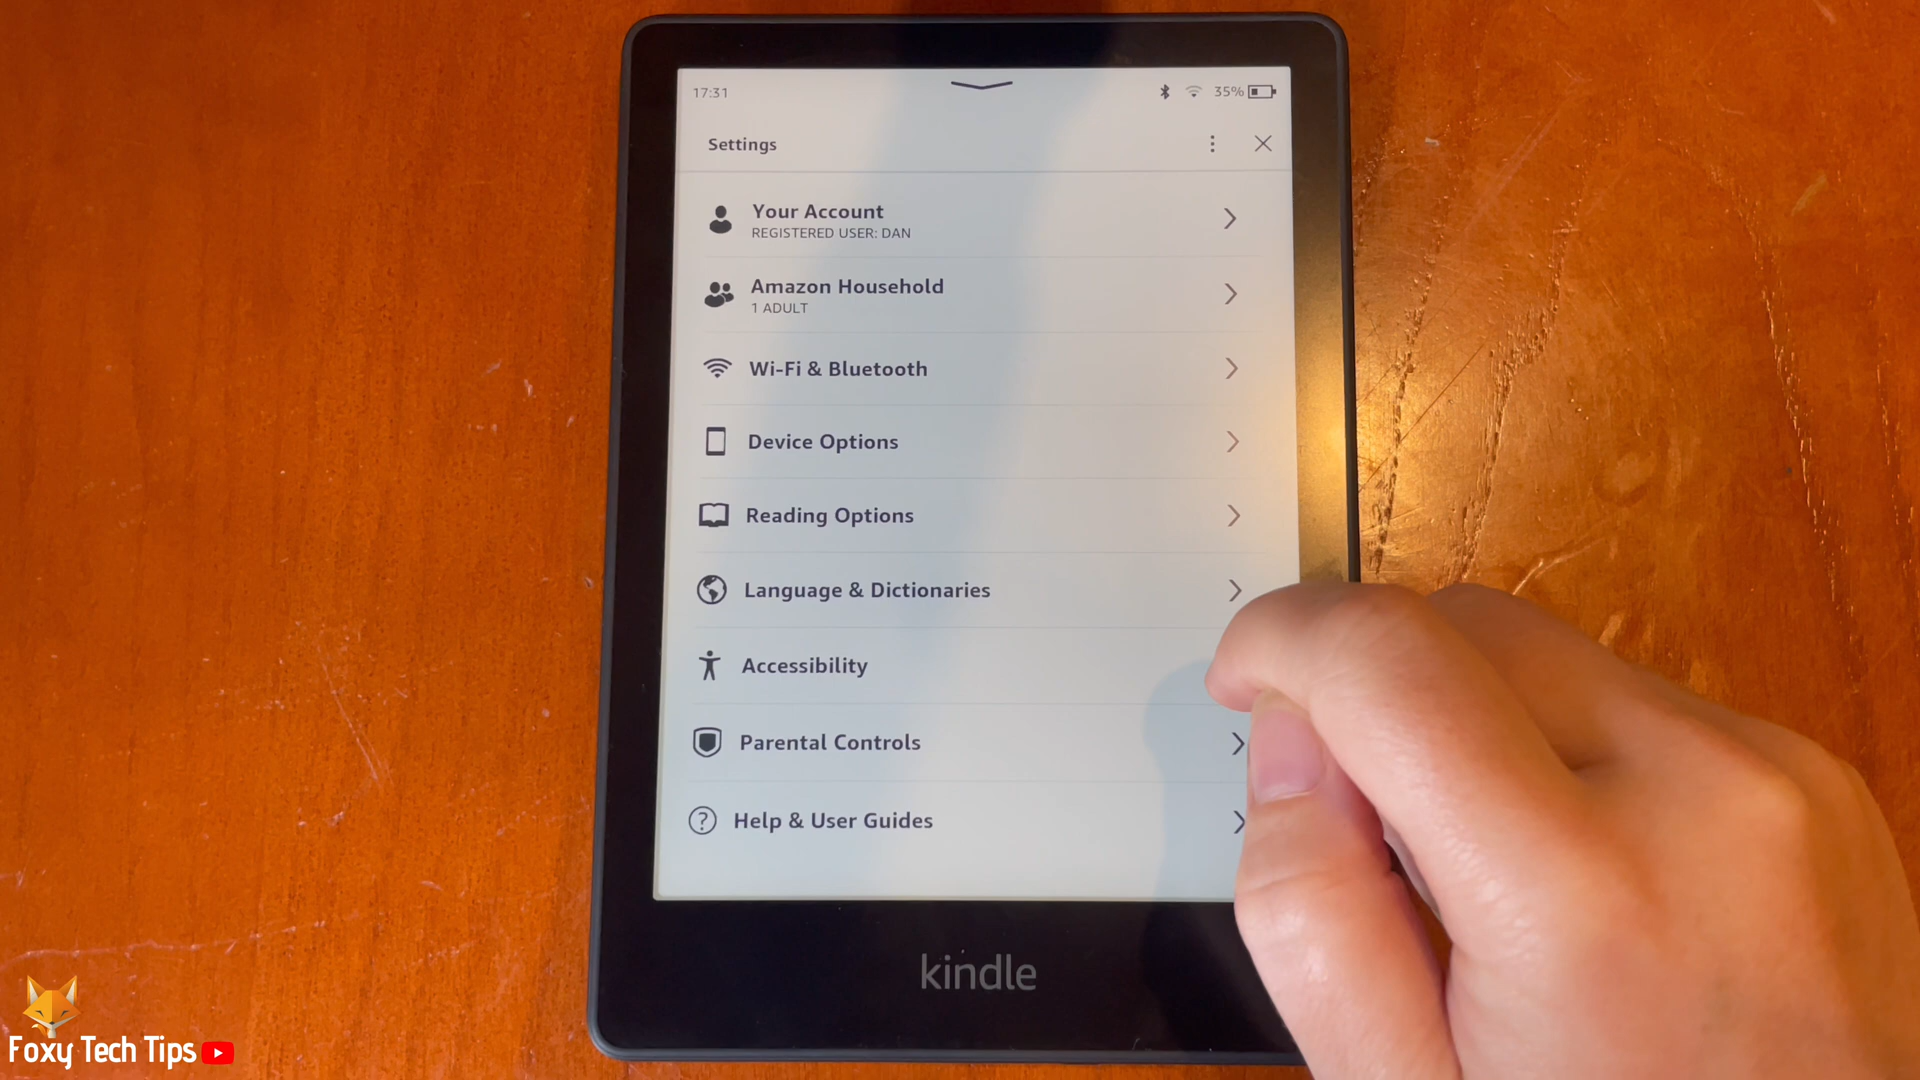 17:31
35%
Settings
Your Account
REGISTERED USER: DAN
Amazon Household
1 ADULT
Wi-Fi & Bluetooth
Device Options
Reading Options
Language & Dictionaries
Accessibility
Parental Controls
? Help & User Guides
kindle
Foxy Tech Tips